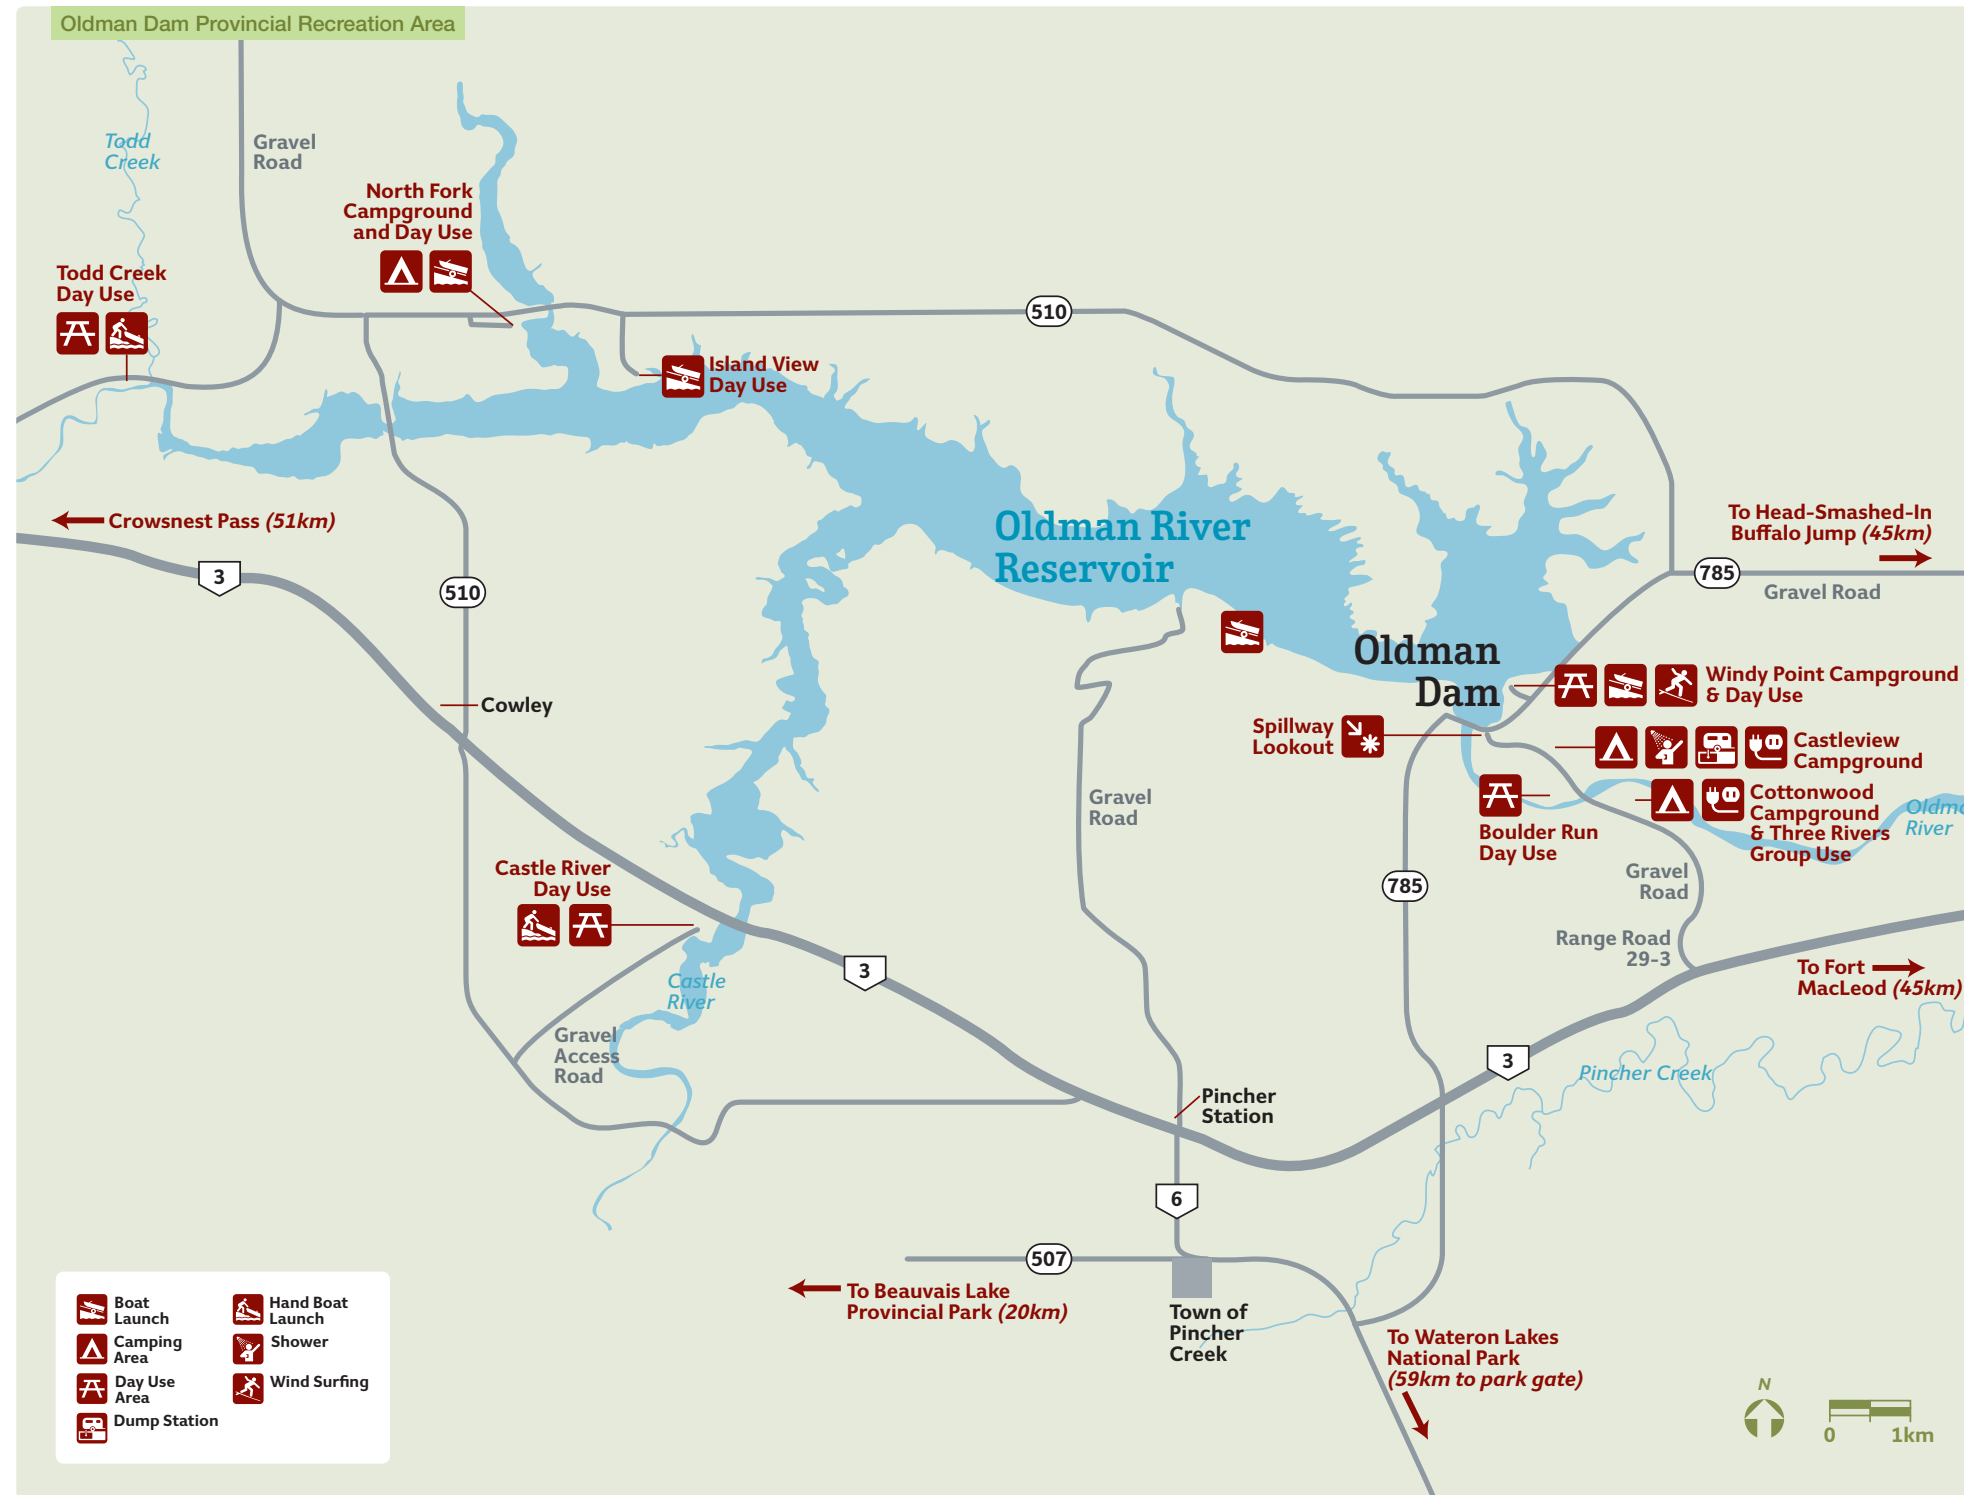 Oldman Dam Provincial Recreation Area
Todd
Creek
Gravel
Road
North Fork
Campground
and Day Use
Todd Creek
Day Use
510
Island View
Day Use
Crowsnest Pass (51km)
3
510
Oldman River
Reservoir
To Head-Smashed-In
Buffalo Jump (45km)
785
Gravel Road
Oldman
Dam
Windy Point Campground
& Day Use
Cowley
Spillway
Lookout
Castleview
Campground
Gravel
Road
Boulder Run
Day Use
Cottonwood
Campground
& Three Rivers
Group Use
Oldm
River
Castle River
Day Use
785
Gravel
Road
Range Road
29-3
3
Castle
River
To Fort
MacLeod (45km)
Gravel
Access
Road
3
Pincher Creek
Pincher
Station
6
507
To Beauvais Lake
Provincial Park (20km)
Town of
Pincher
Creek
To Wateron Lakes
National Park
(59km to park gate)
Boat
Launch
Hand Boat
Launch
Camping
Area
Shower
Day Use
Area
Wind Surfing
Dump Station
N
0 1km